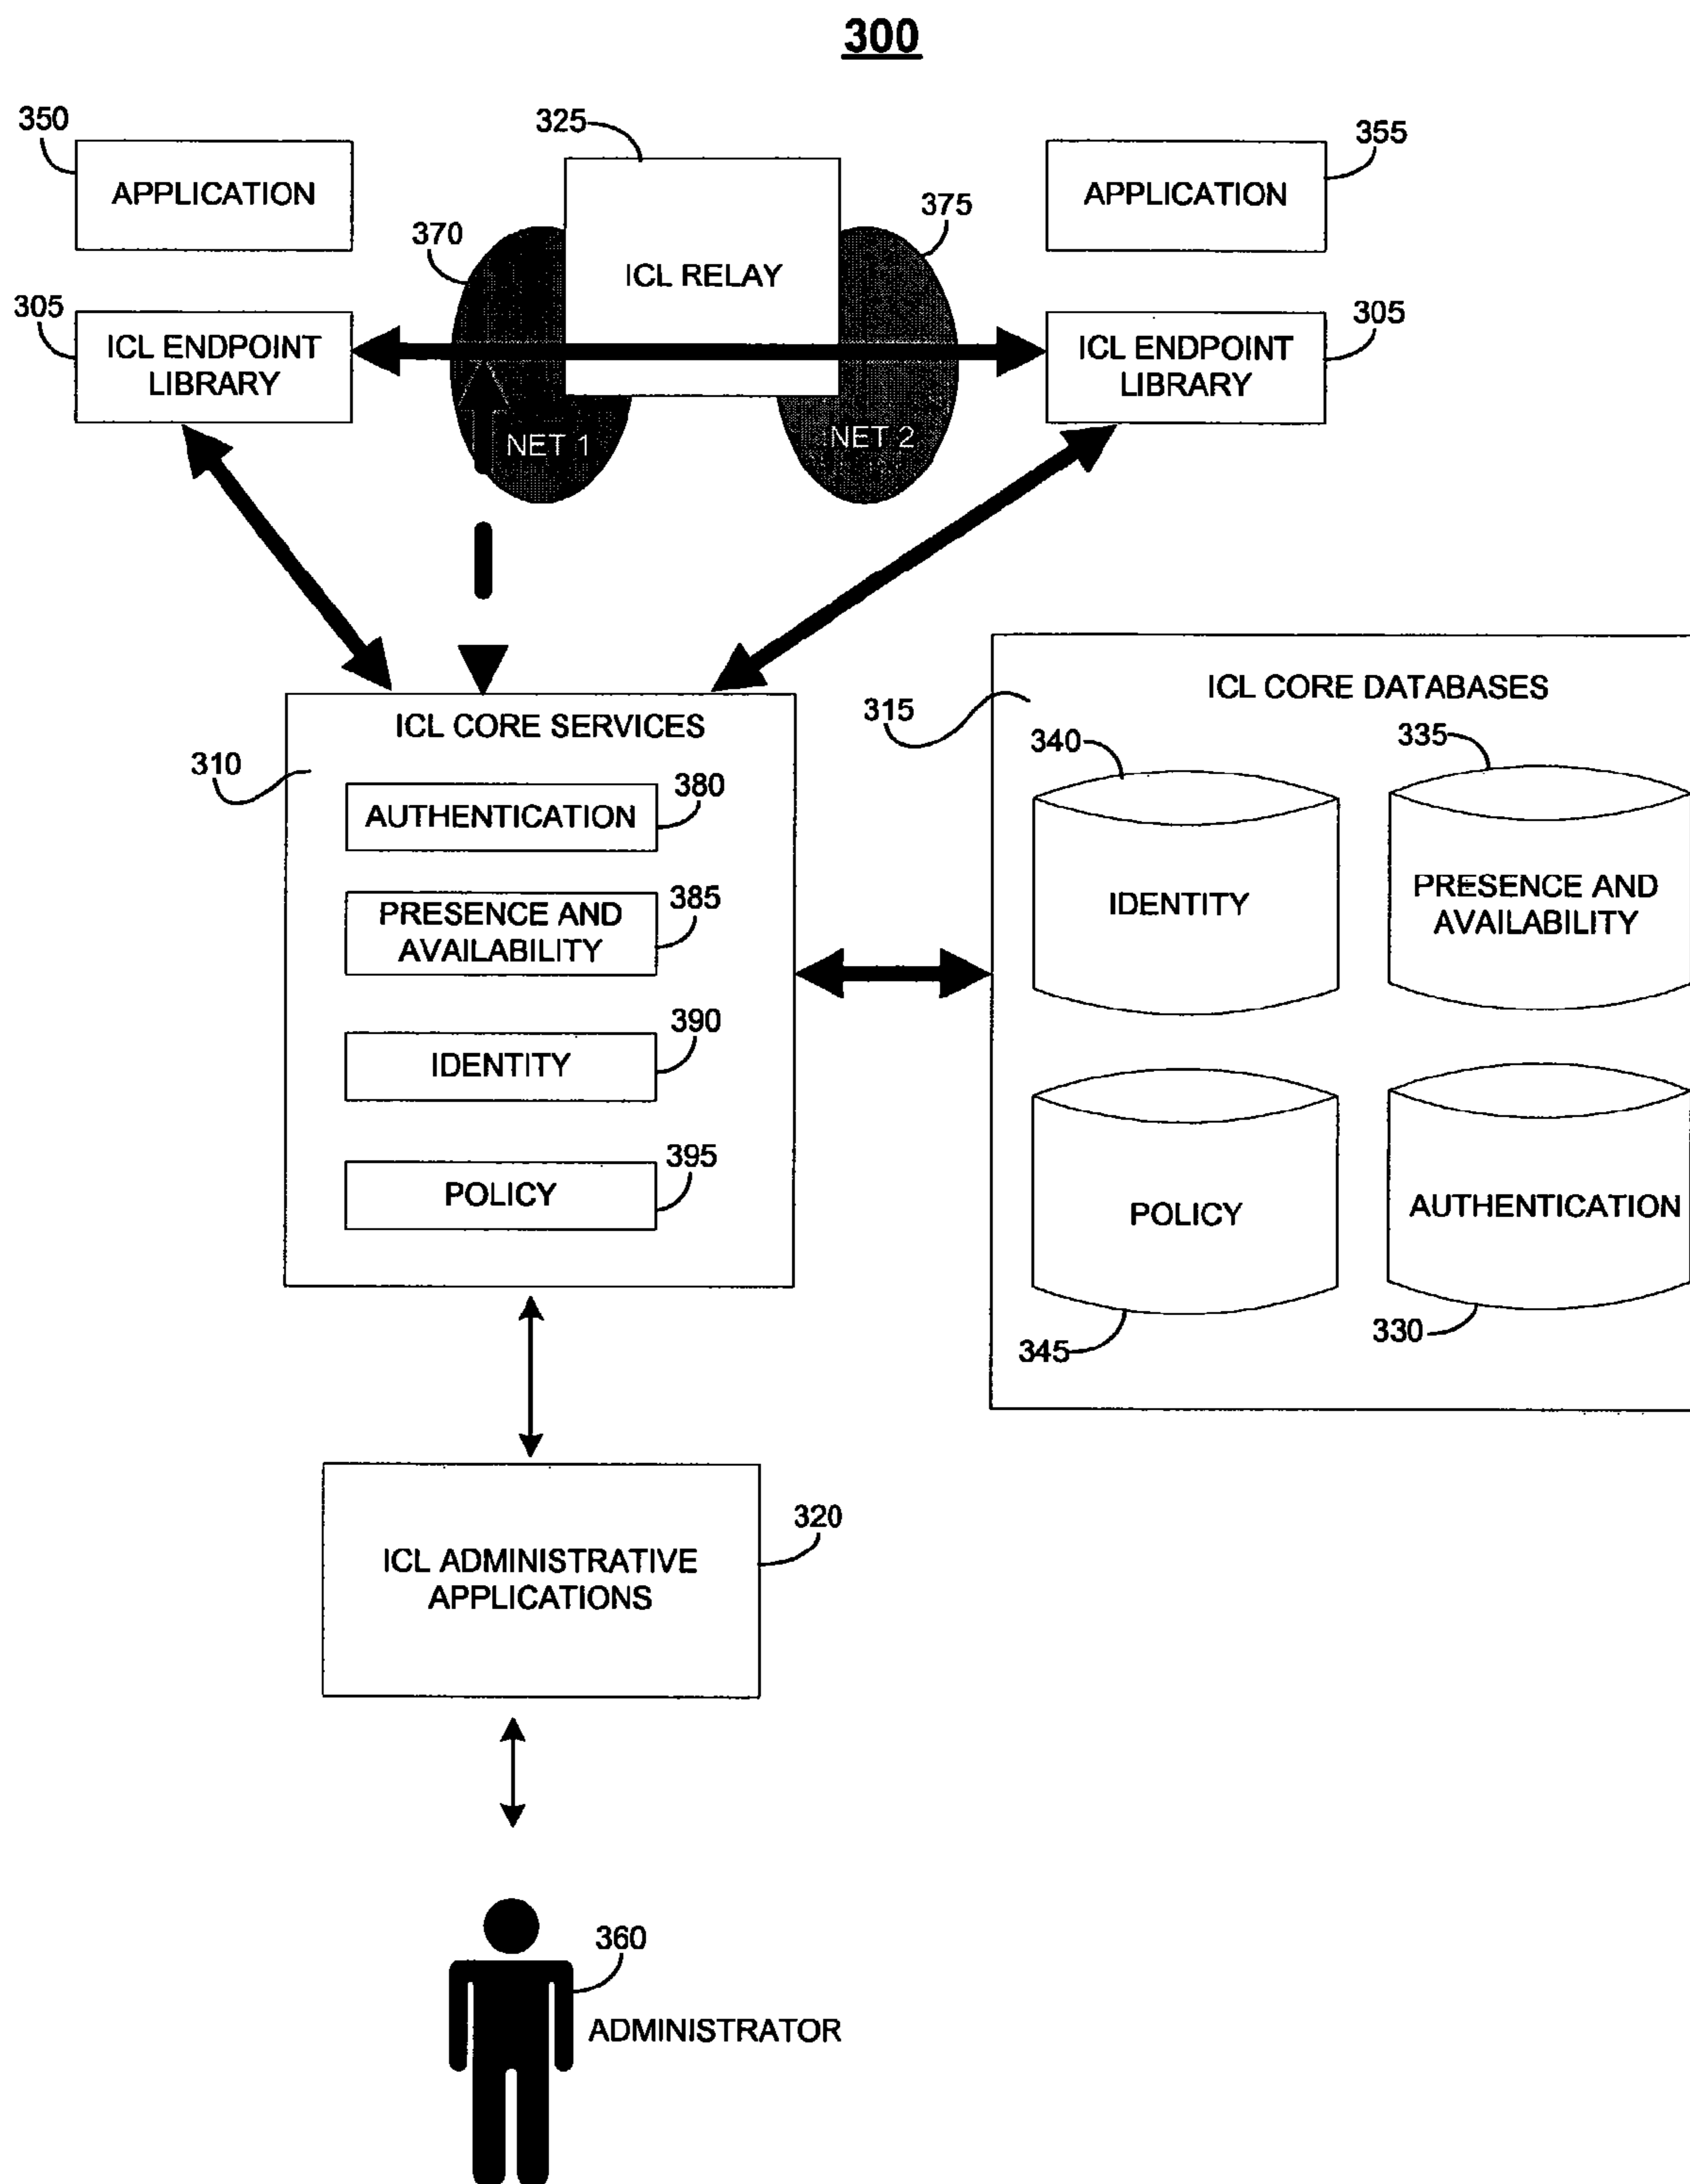 300
350
325
355
APPLICATION
APPLICATION
370
375
ICL RELAY
305
305
ICL ENDPOINT
LIBRARY
ICL ENDPOINT
LIBRARY
NET 1
NET 2
ICL CORE SERVICES
310
AUTHENTICATION
380
PRESENCE AND
AVAILABILITY
385
IDENTITY
390
POLICY
395
ICL CORE DATABASES
315
340
335
IDENTITY
PRESENCE AND
AVAILABILITY
POLICY
AUTHENTICATION
345
330
320
ICL ADMINISTRATIVE
APPLICATIONS
360
ADMINISTRATOR